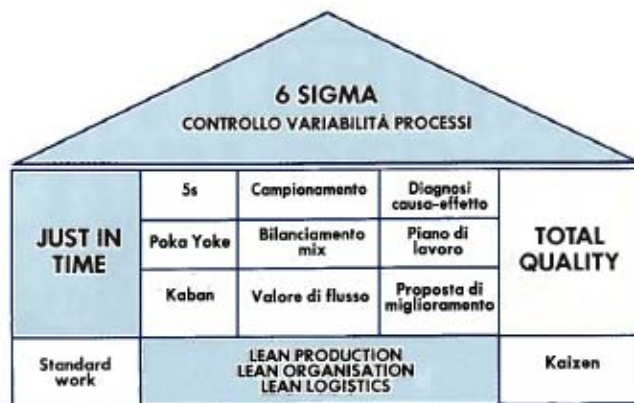 6 SIGMA
CONTROLLO VARIABILITÀ PROCESSI
JUST IN
TIME
5s
Campionamento
Diagnosi
causa-effetto
TOTAL
QUALITY
Poka Yoke
Bilanciamento
mix
Piano di
lavoro
Kaban
Valore di flusso
Proposta di
miglioramento
Standard
work
LEAN PRODUCTION
LEAN ORGANISATION
LEAN LOGISTICS
Kaizen